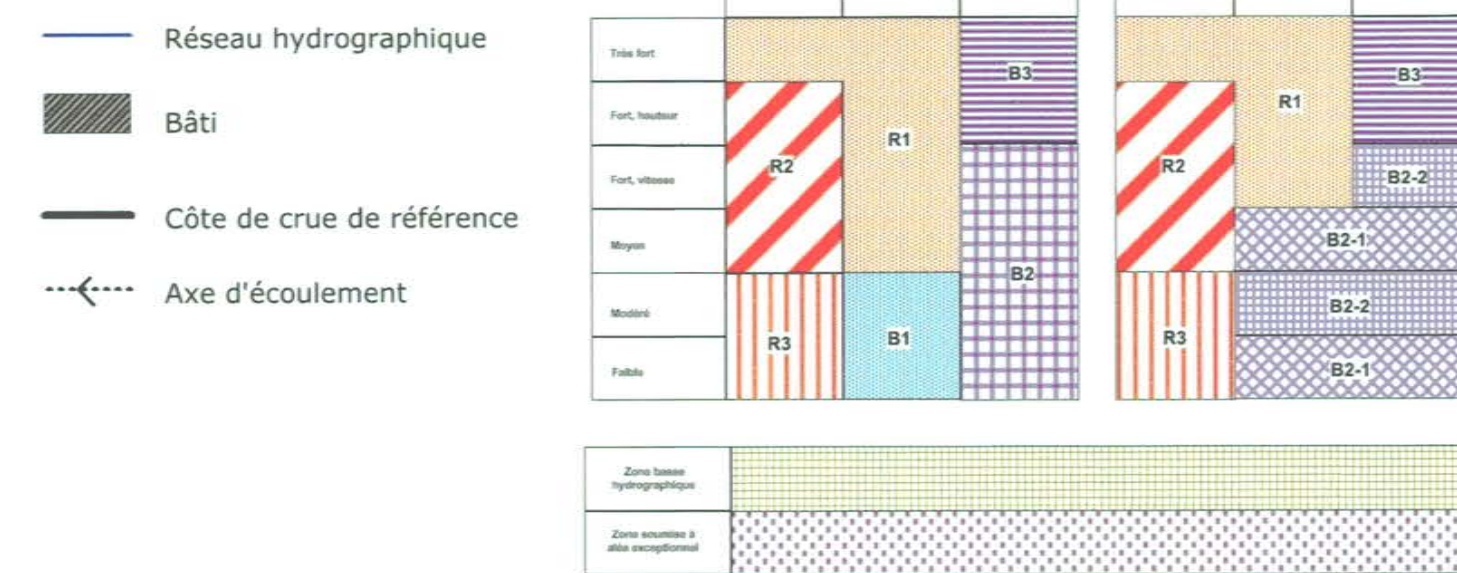 Réseau hydrographique
Bâti
Côte de crue de référence
Axe d'écoulement
Très fort
Fort, hauteur
Fort, vitesse
Moyen
Modéré
Faible
R2
R3
R1
B1
B3
B2
R2
R3
R1
B3
B2-2
B2-1
B2-2
B2-1
Zone basse
hydrographique
Zone soumise à
aléa exceptionnel